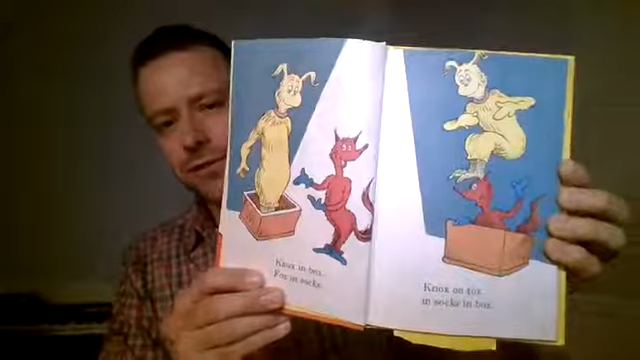 Knox in box.
Fox in socks.
Knox on fox
in socks in box.